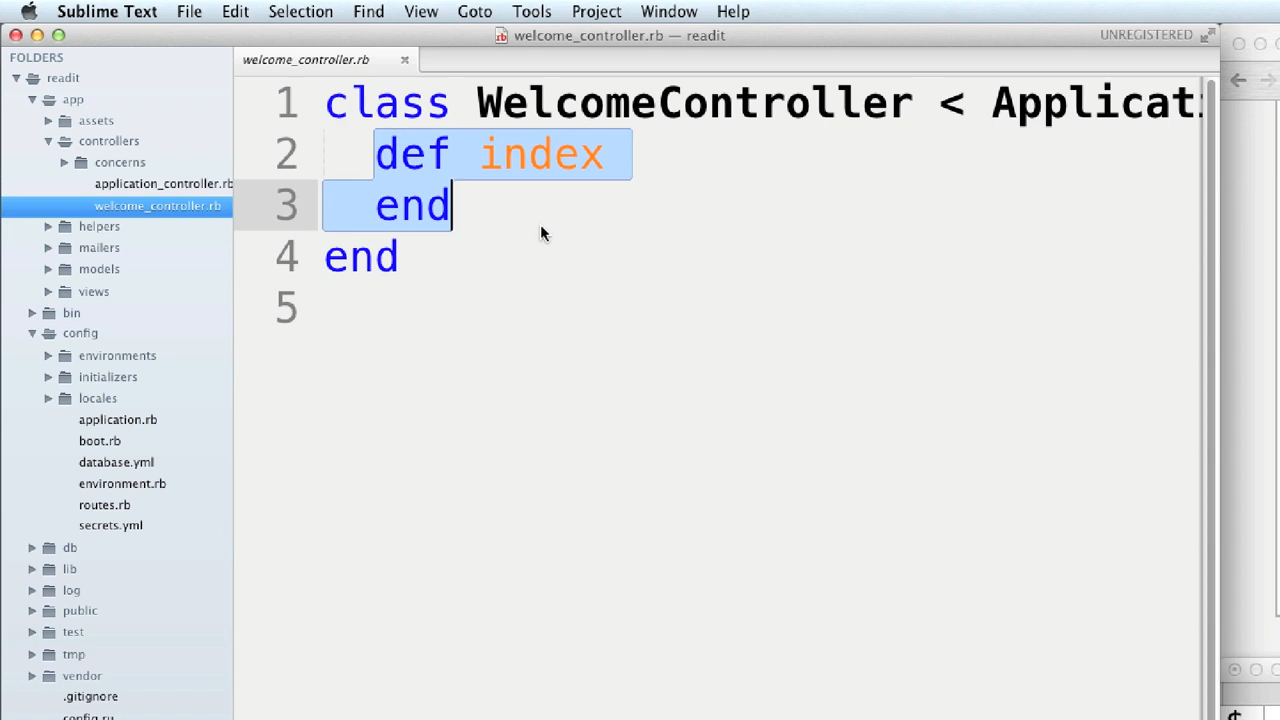 Sublime Text File Edit Selection Find View Goto Tools Project Window Help
welcome_controller.rb — readit
UNREGISTERED
FOLDERS
readit
app
assets
controllers
concerns
application_controller.rb
welcome_controller.rb
helpers
mailers
models
views
bin
config
environments
initializers
locales
application.rb
boot.rb
database.yml
environment.rb
routes.rb
secrets.yml
db
lib
log
public
test
tmp
vendor
.gitignore
config.ru
welcome_controller.rb ×
1 class WelcomeController < Applicati
2 def index
3 end
4 end
5